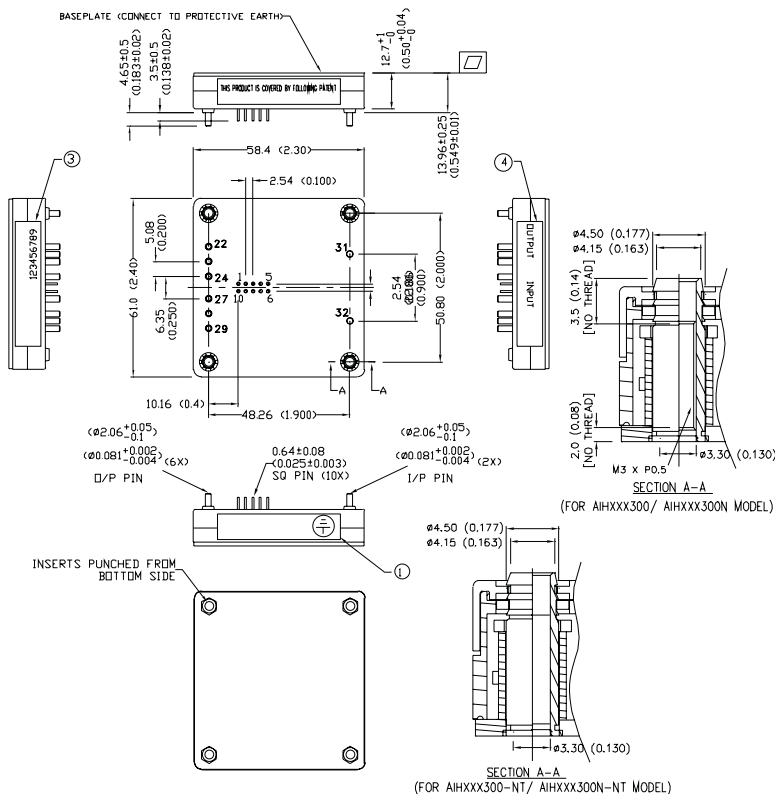 BASEPLATE (CONNECT TO PROTECTIVE EARTH)
4.65±0.5
(0.183±0.02)
3.5±0.5
(0.138±0.02)
12.7 +1 -0
(0.50 +0.04 -0)
THIS PRODUCT IS COVERED BY FOLLOWING PATENT
13.96±0.25
(0.549±0.01)
58.4 (2.30)
2.54 (0.100)
3
123456789
4
OUTPUT
INPUT
61.0 (2.40)
5.08
(0.200)
6.35
(0.250)
22
24
27
29
1
5
10
6
31
32
2.54
(0.900)
50.80 (2.000)
A
A
10.16 (0.4)
48.26 (1.900)
ø4.50 (0.177)
ø4.15 (0.163)
3.5 (0.14)
[NO THREAD]
2.0 (0.08)
[NO THREAD]
ø3.30 (0.130)
M3 X P0.5
SECTION A-A
(FOR AIHXXX300/ AIHXXX300N MODEL)
(ø2.06 +0.05 -0.1)
(ø0.081 +0.002 -0.004) (6X)
O/P PIN
0.64±0.08
(0.025±0.003)
SQ PIN (10X)
(ø2.06 +0.05 -0.1)
(ø0.081 +0.002 -0.004) (2X)
I/P PIN
1
INSERTS PUNCHED FROM
BOTTOM SIDE
ø4.50 (0.177)
ø4.15 (0.163)
ø3.30 (0.130)
SECTION A-A
(FOR AIHXXX300-NT/ AIHXXX300N-NT MODEL)